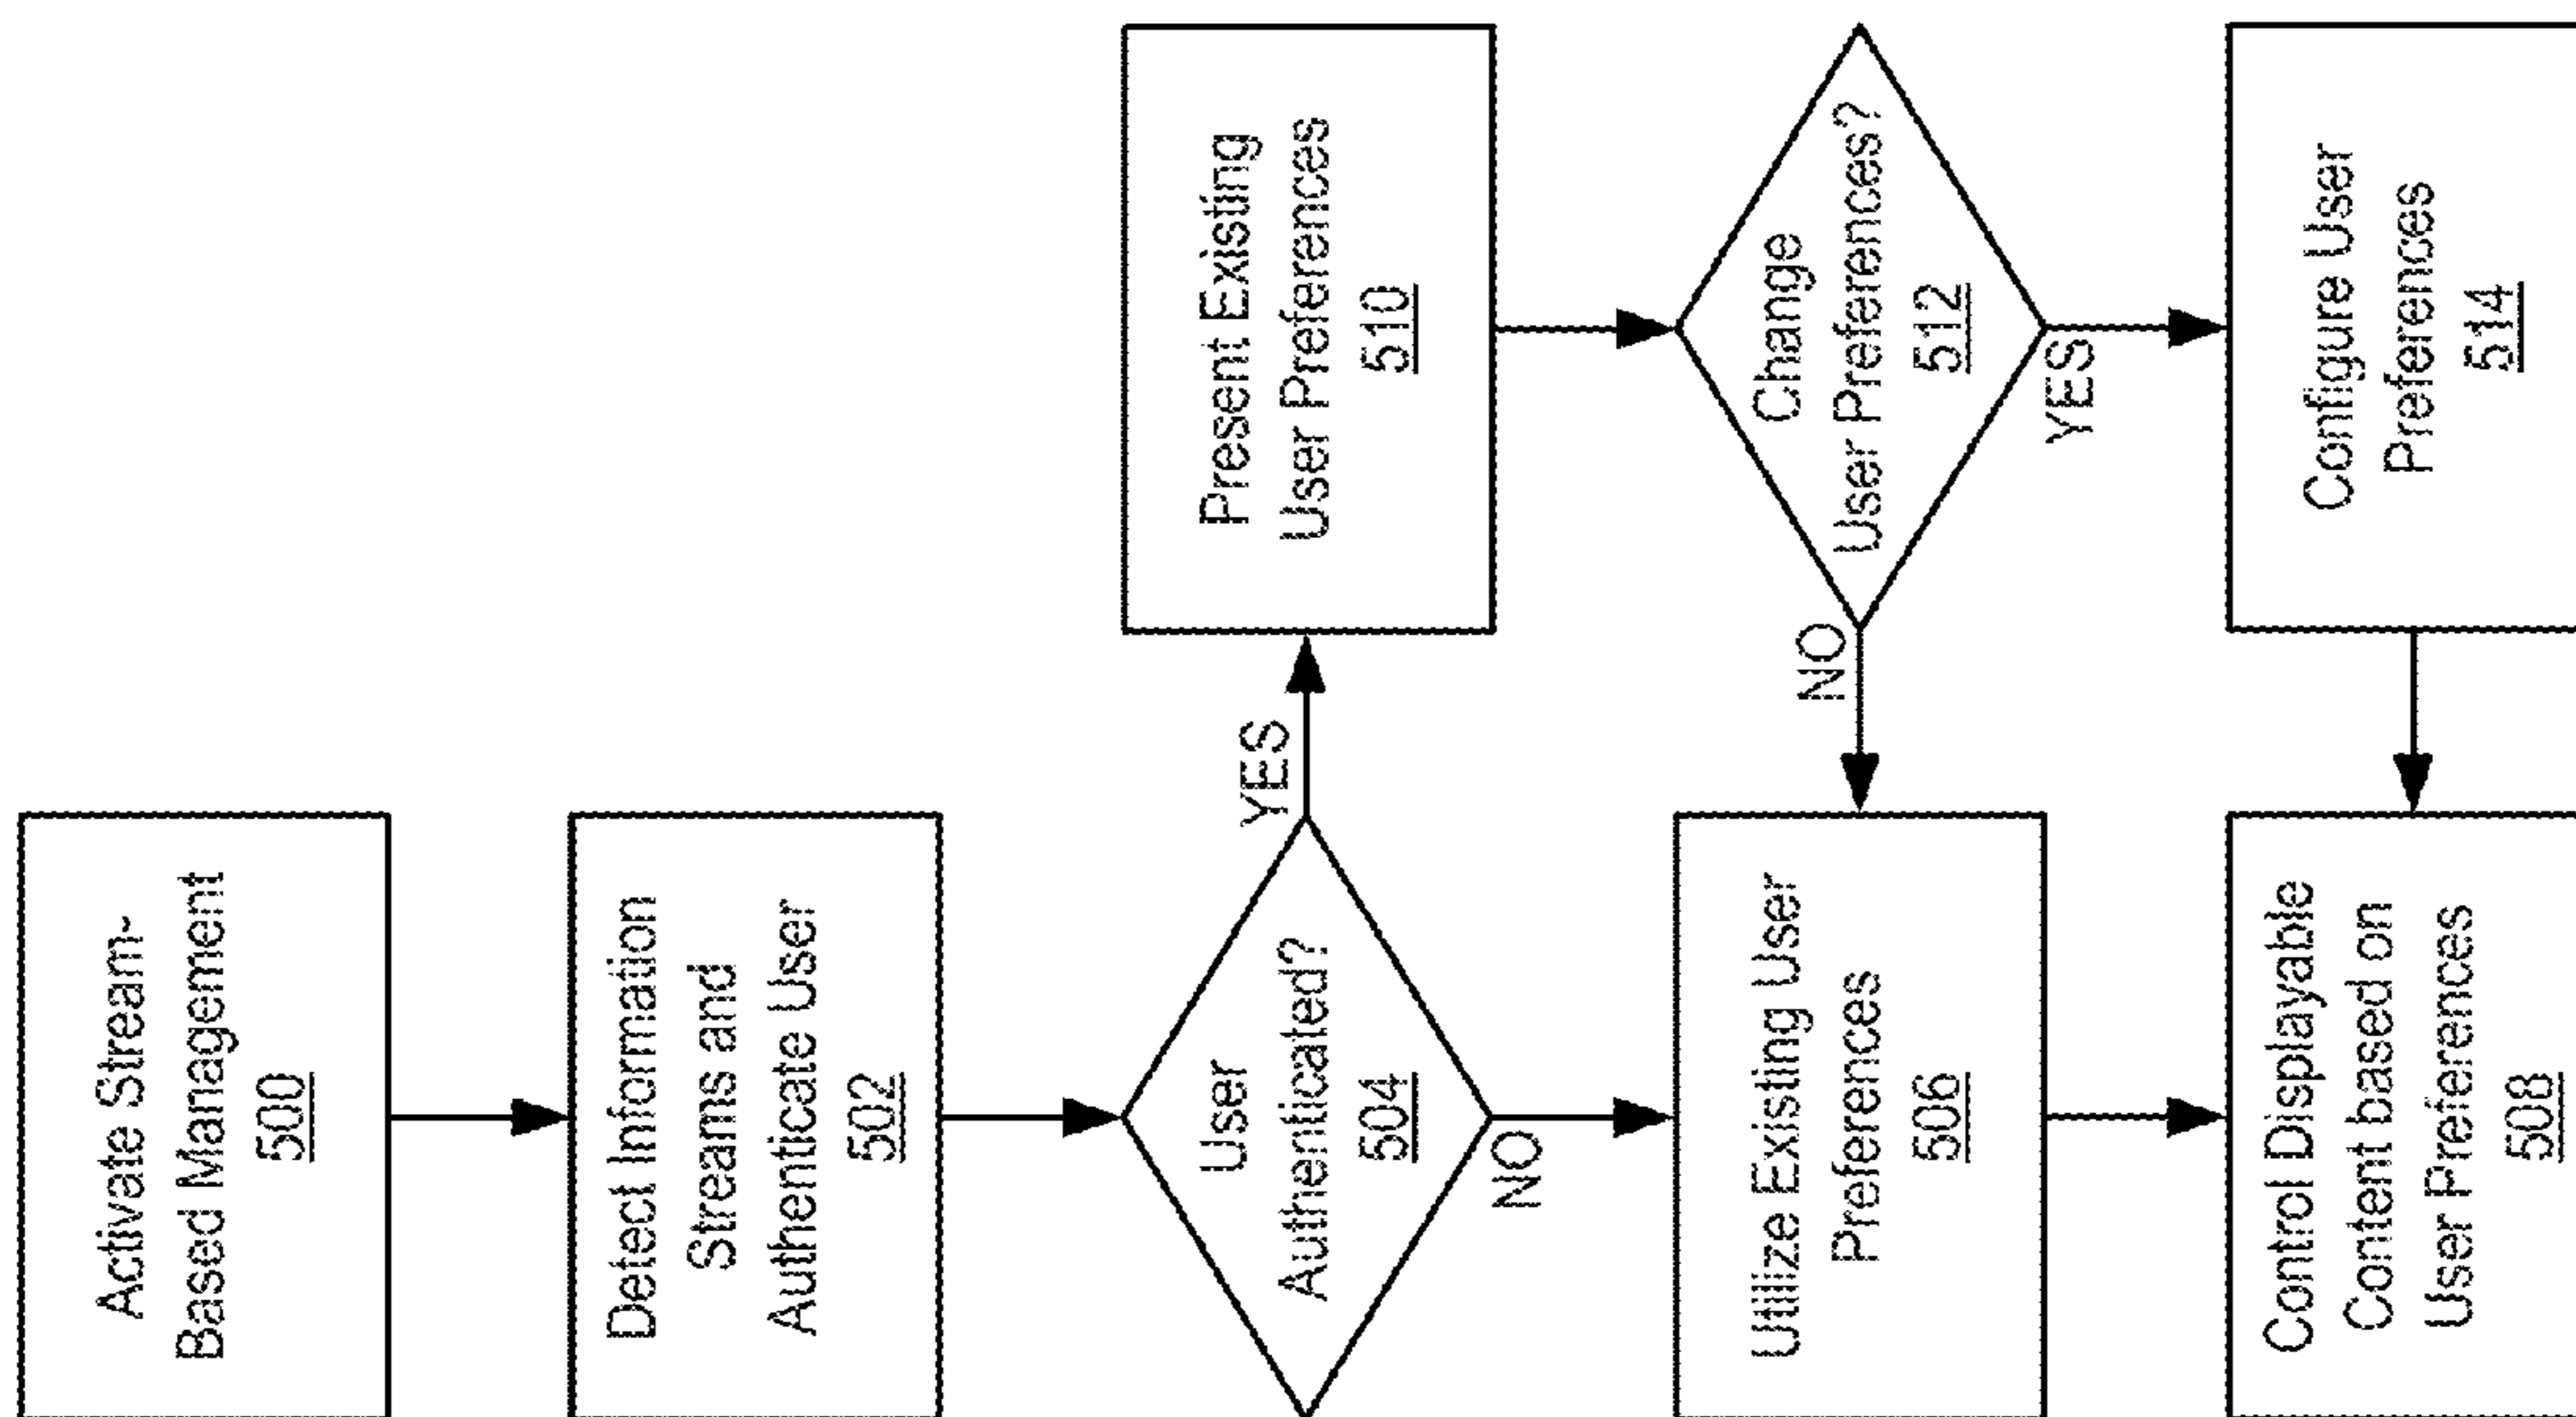 Activate Stream-
Based Management
500
Detect Information
Streams and
Authenticate User
502
User
Authenticated?
504
YES
NO
Present Existing
User Preferences
510
Change
User Preferences?
512
NO
YES
Utilize Existing User
Preferences
506
Configure User
Preferences
514
Control Displayable
Content based on
User Preferences
508